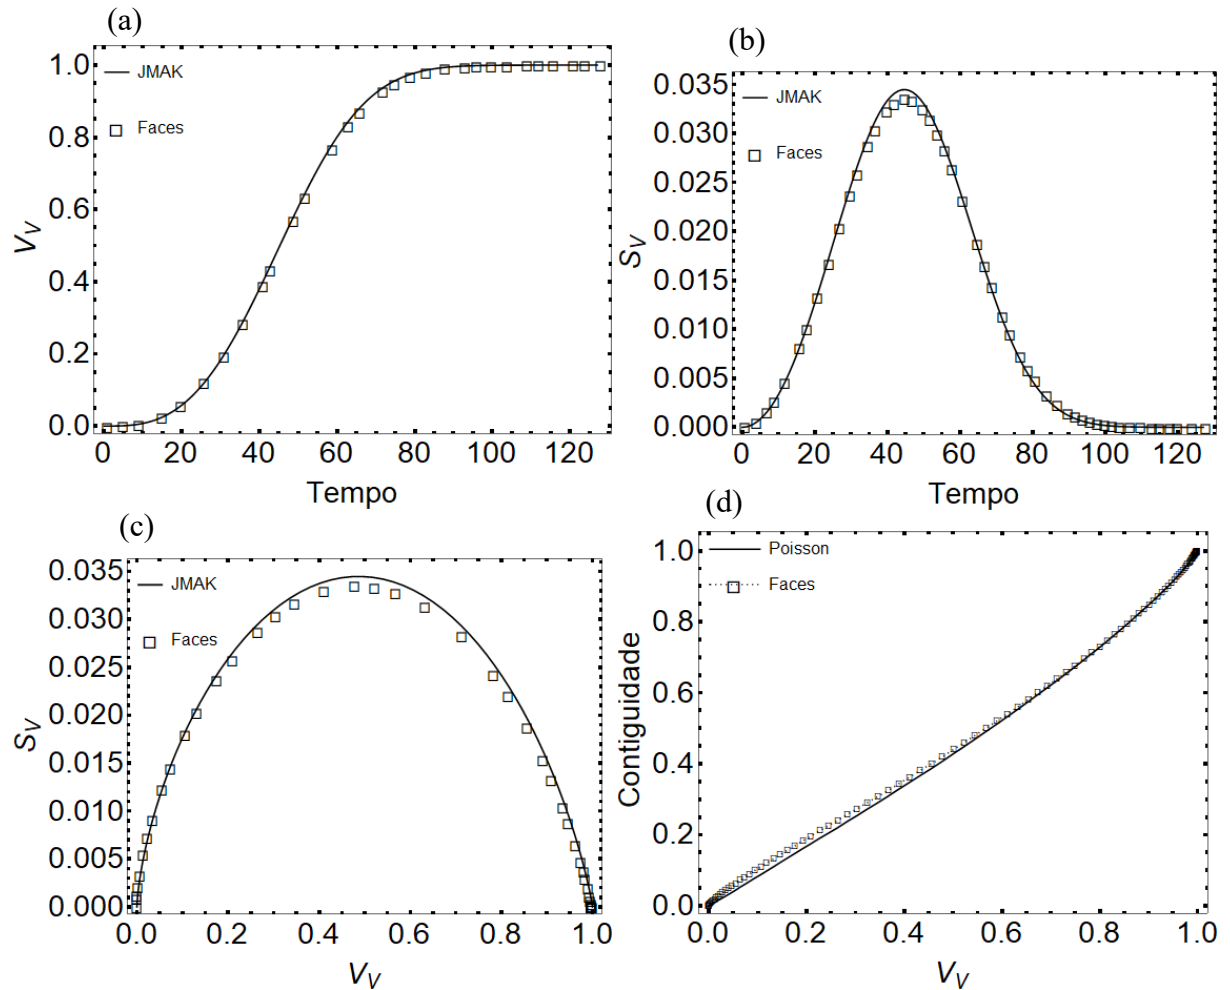 (a)
1.0
0.8
0.6
0.4
0.2
0.0
V_V
JMAK
Faces
0 20 40 60 80 100 120
Tempo
(b)
0.035
0.030
0.025
0.020
0.015
0.010
0.005
0.000
S_V
JMAK
Faces
0 20 40 60 80 100 120
Tempo
(c)
0.035
0.030
0.025
0.020
0.015
0.010
0.005
0.000
S_V
JMAK
Faces
0.0 0.2 0.4 0.6 0.8 1.0
V_V
(d)
1.0
0.8
0.6
0.4
0.2
0.0
Contiguidade
Poisson
Faces
0.0 0.2 0.4 0.6 0.8 1.0
V_V